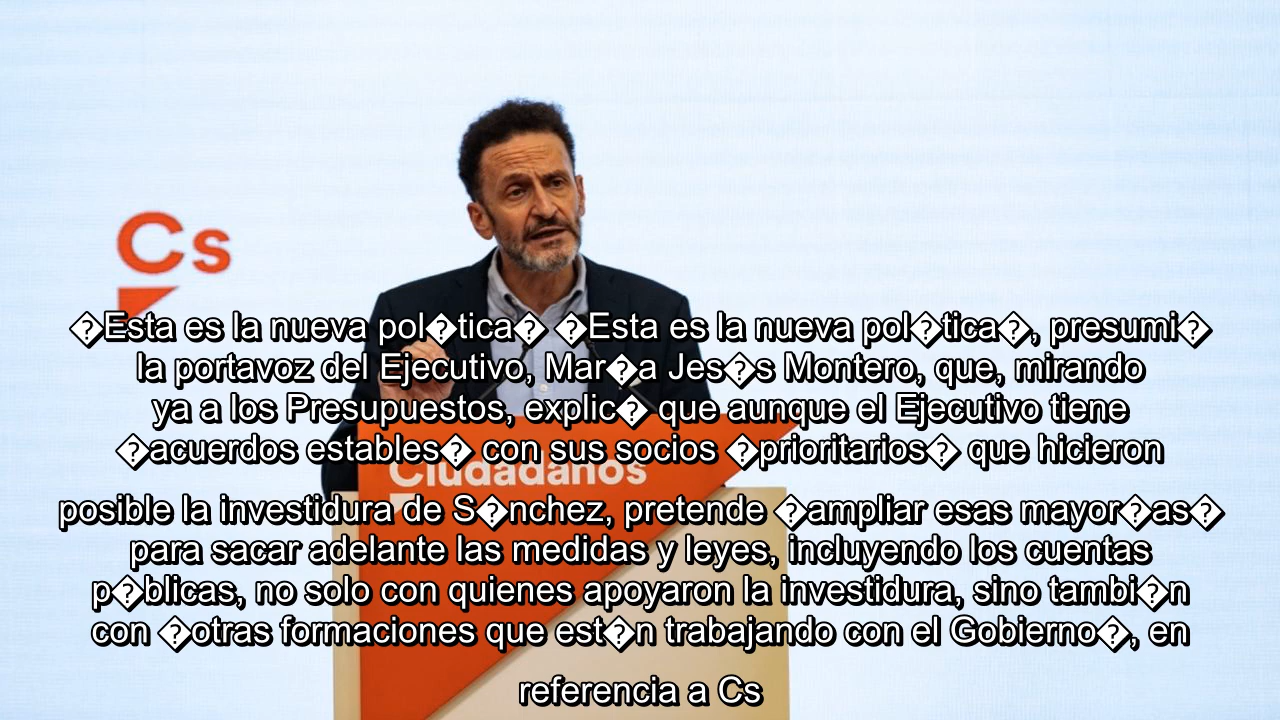 Cs
�Esta es la nueva pol�tica� �Esta es la nueva pol�tica�, presumi�
la portavoz del Ejecutivo, Mar�a Jes�s Montero, que, mirando
ya a los Presupuestos, explic� que aunque el Ejecutivo tiene
�acuerdos estables� con sus socios �prioritarios� que hicieron
Ciudadanos
posible la investidura de S�nchez, pretende �ampliar esas mayor�as�
para sacar adelante las medidas y leyes, incluyendo los cuentas
p�blicas, no solo con quienes apoyaron la investidura, sino tambi�n
con �otras formaciones que est�n trabajando con el Gobierno�, en
referencia a Cs